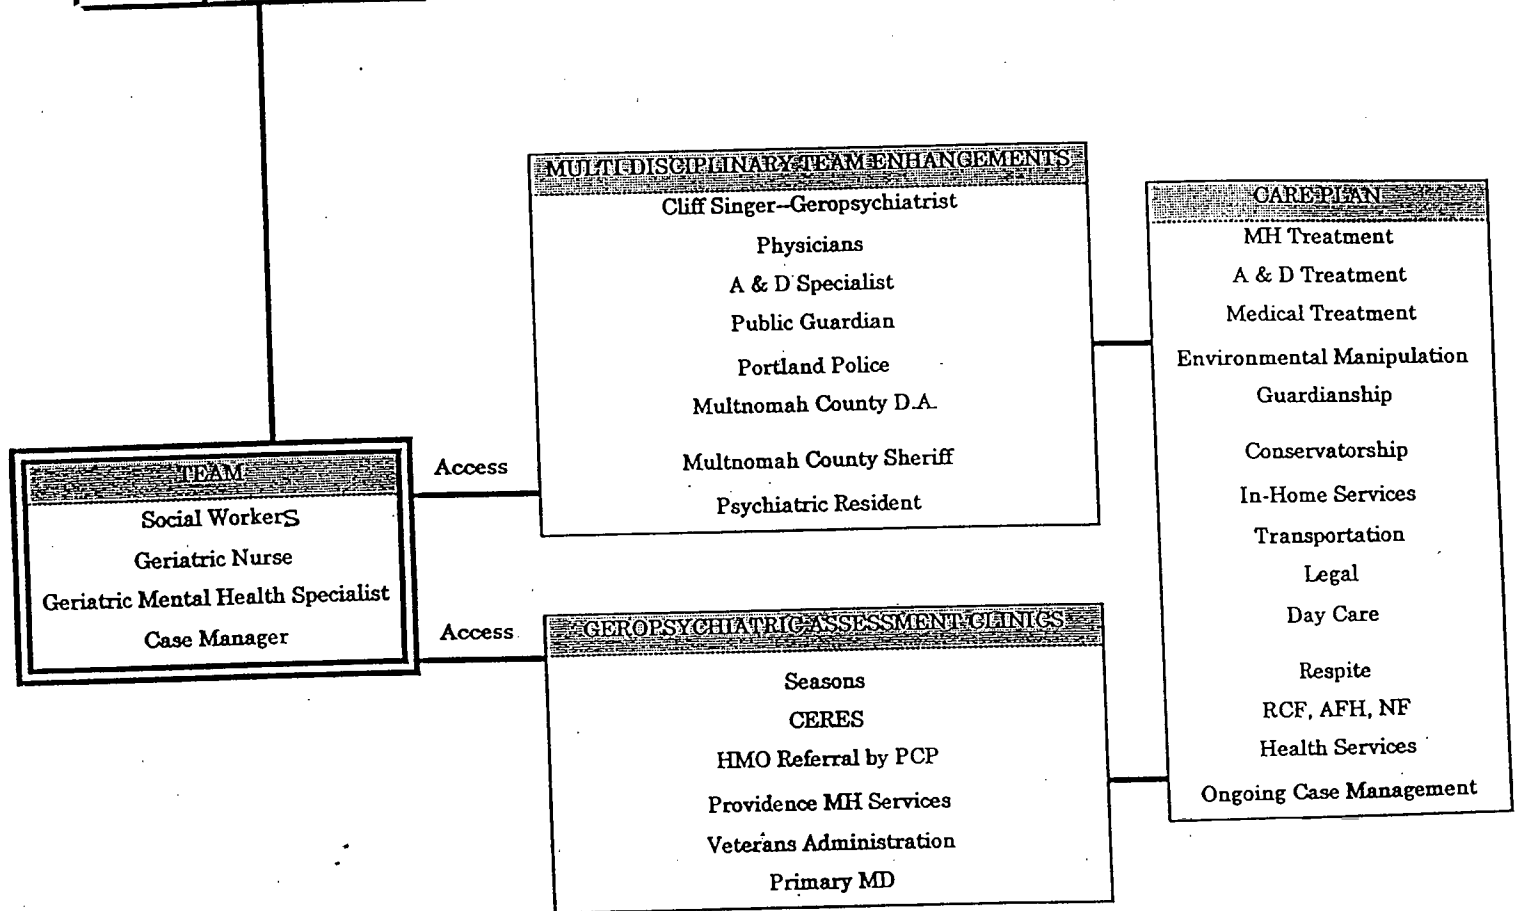 MULTI-DISCIPLINARY TEAM ENHANCEMENTS
Cliff Singer--Geropsychiatrist
Physicians
A & D Specialist
Public Guardian
Portland Police
Multnomah County D.A.
Multnomah County Sheriff
Psychiatric Resident
CARE PLAN
MH Treatment
A & D Treatment
Medical Treatment
Environmental Manipulation
Guardianship
Conservatorship
In-Home Services
Transportation
Legal
Day Care
Respite
RCF, AFH, NF
Health Services
Ongoing Case Management
TEAM
Social Workers
Geriatric Nurse
Geriatric Mental Health Specialist
Case Manager
Access
Access
GEROPSYCHIATRIC ASSESSMENT CLINICS
Seasons
CERES
HMO Referral by PCP
Providence MH Services
Veterans Administration
Primary MD